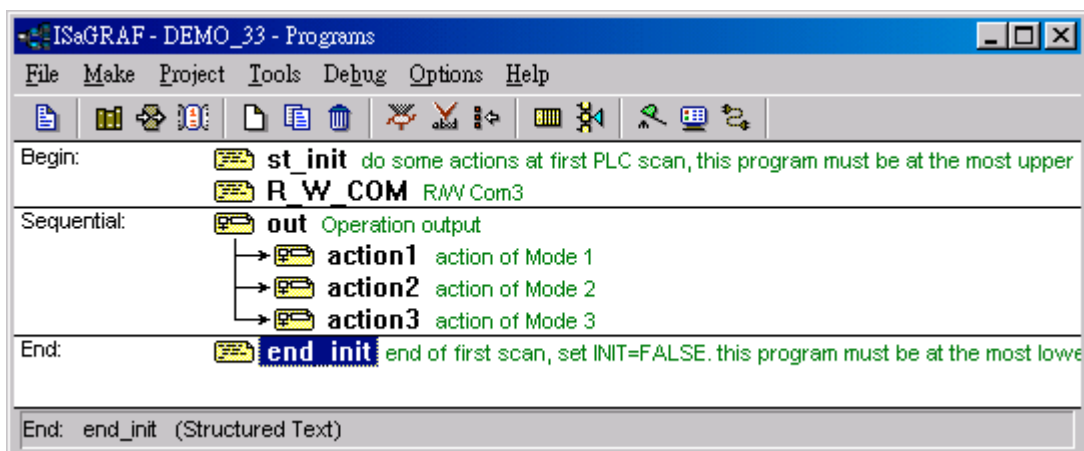 ISaGRAF - DEMO_33 - Programs
File Make Project Tools Debug Options Help
Begin: st_init do some actions at first PLC scan, this program must be at the most upper
R_W_COM R/W Com3
Sequential: out Operation output
action1 action of Mode 1
action2 action of Mode 2
action3 action of Mode 3
End: end_init end of first scan, set INIT=FALSE. this program must be at the most lowe
End: end_init (Structured Text)